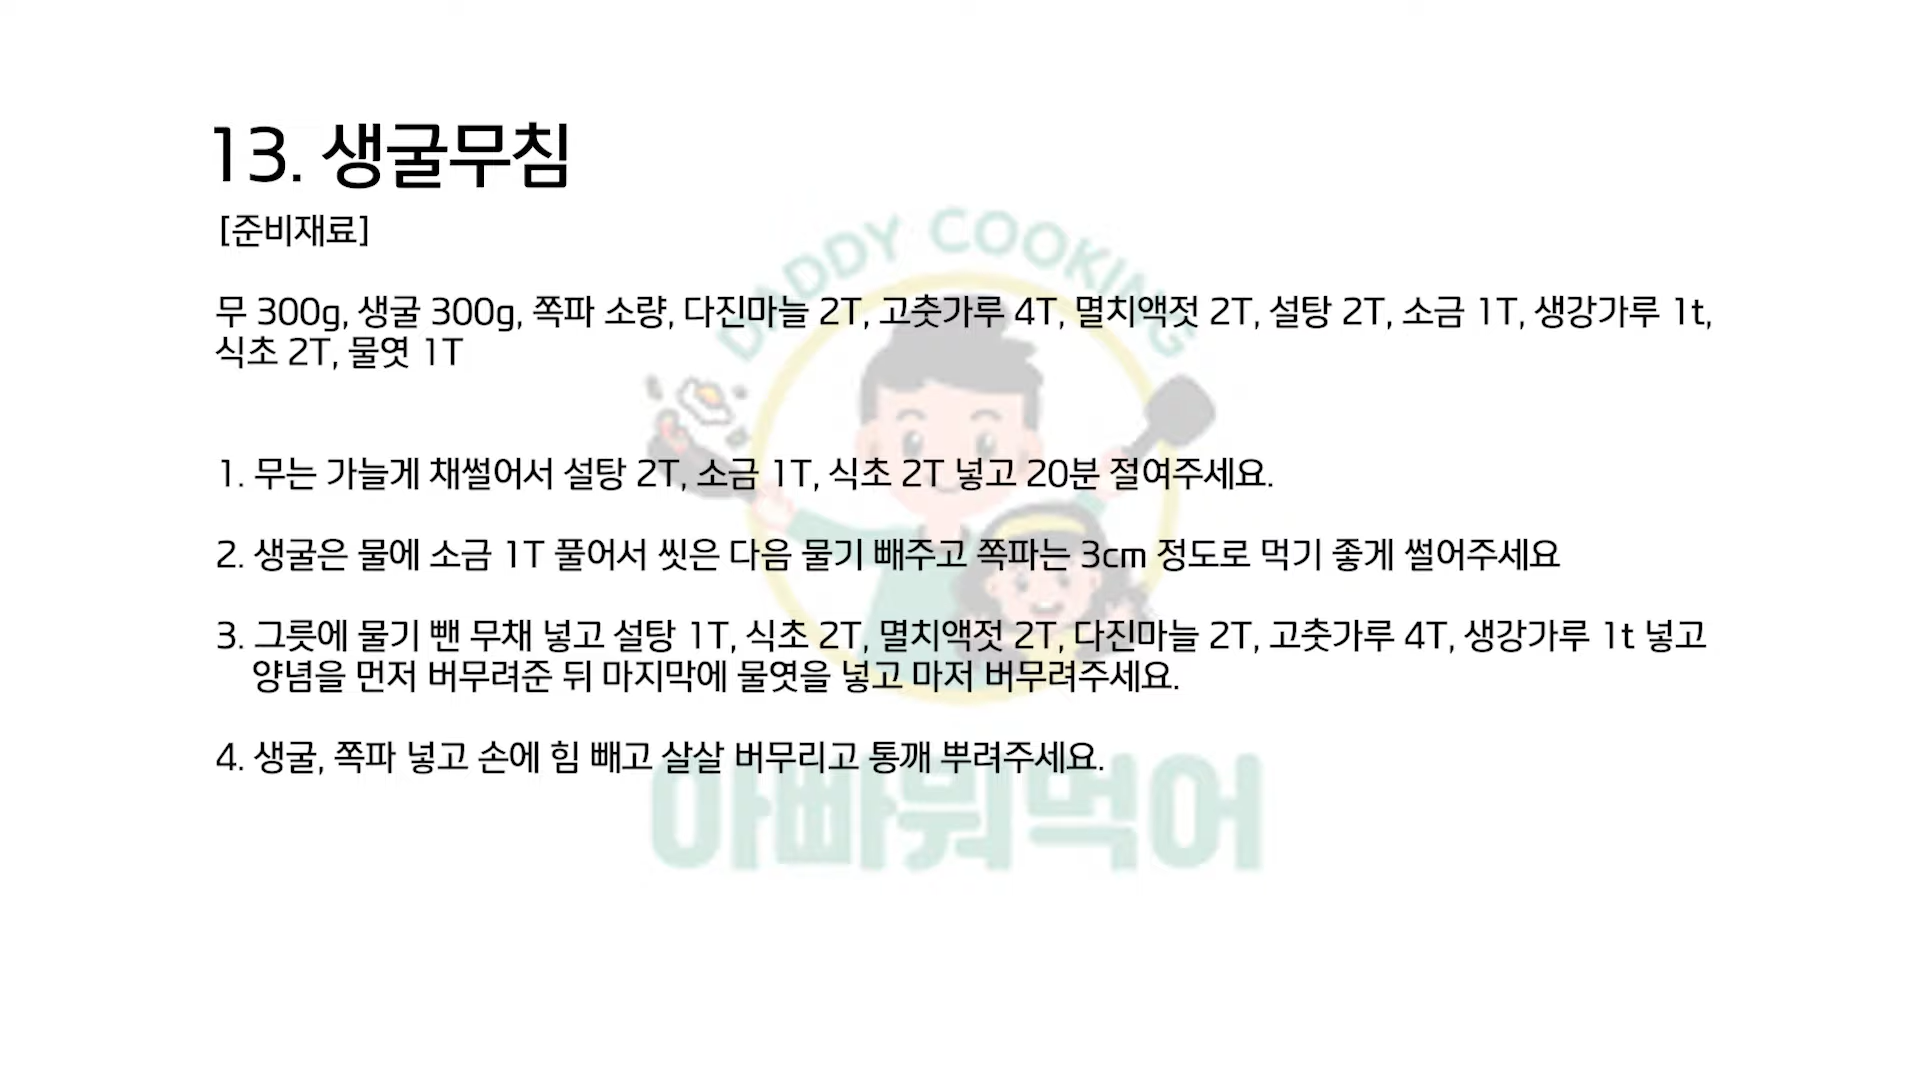 13. 생굴무침
[준비재료]
DADDY COOKING
무 300g, 생굴 300g, 쪽파 소량, 다진마늘 2T, 고춧가루 4T, 멸치액젓 2T, 설탕 2T, 소금 1T, 생강가루 1t,
식초 2T, 물엿 1T
1. 무는 가늘게 채썰어서 설탕 2T, 소금 1T, 식초 2T 넣고 20분 절여주세요.
2. 생굴은 물에 소금 1T 풀어서 씻은 다음 물기 빼주고 쪽파는 3cm 정도로 먹기 좋게 썰어주세요
3. 그릇에 물기 뺀 무채 넣고 설탕 1T, 식초 2T, 멸치액젓 2T, 다진마늘 2T, 고춧가루 4T, 생강가루 1t 넣고
양념을 먼저 버무려준 뒤 마지막에 물엿을 넣고 마저 버무려주세요.
4. 생굴, 쪽파 넣고 손에 힘 빼고 살살 버무리고 통깨 뿌려주세요.
아빠뭐먹어